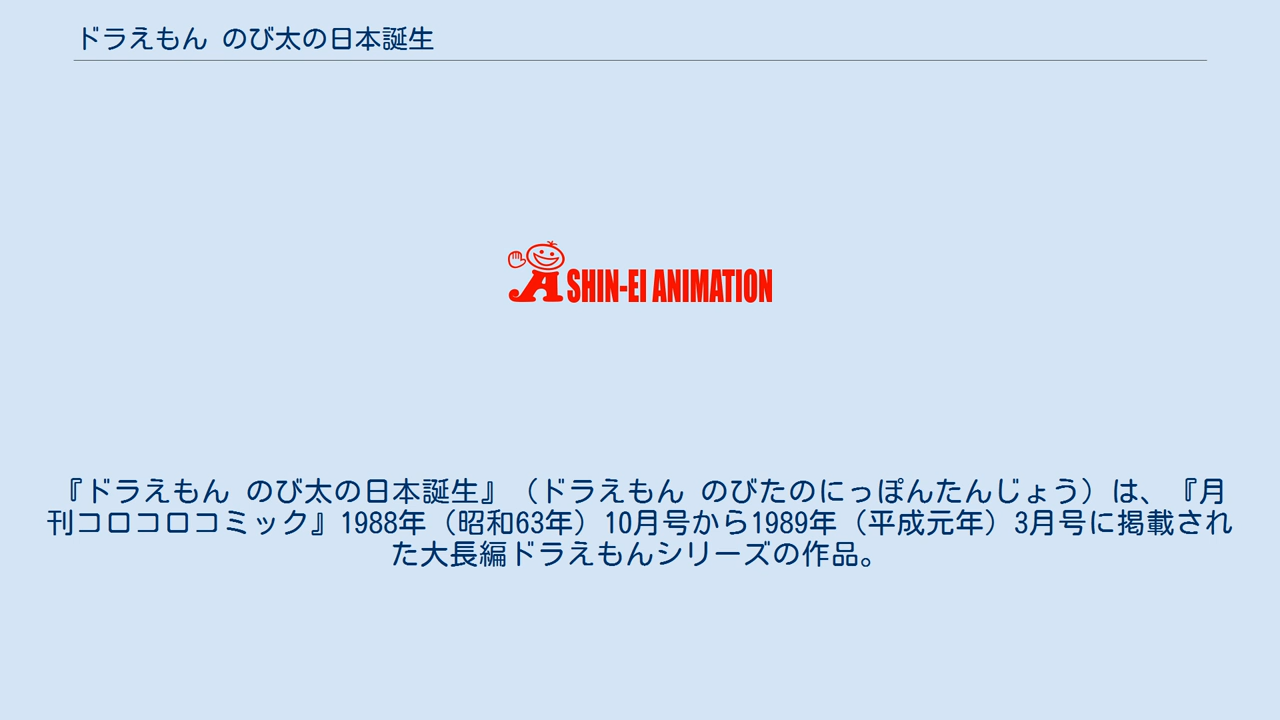 ドラえもん のび太の日本誕生
SHIN-EI ANIMATION
『ドラえもん のび太の日本誕生』（ドラえもん のびたのにっぽんたんじょう）は、『月
刊コロコロコミック』1988年（昭和63年）10月号から1989年（平成元年）3月号に掲載され
た大長編ドラえもんシリーズの作品。